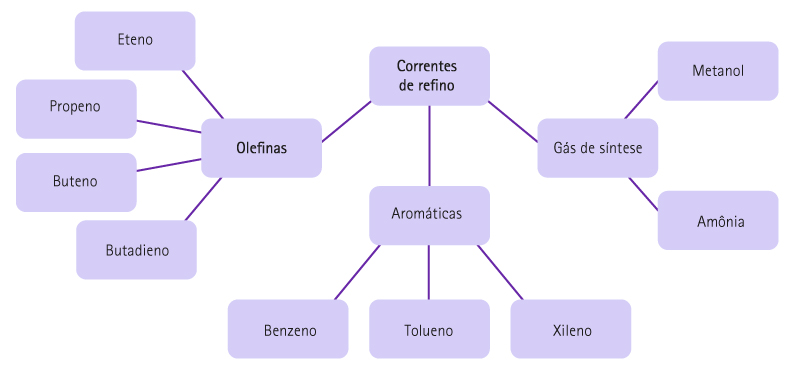 Eteno
Correntes
de refino
Metanol
Propeno
Olefinas
Gás de síntese
Buteno
Aromáticas
Amônia
Butadieno
Benzeno
Tolueno
Xileno